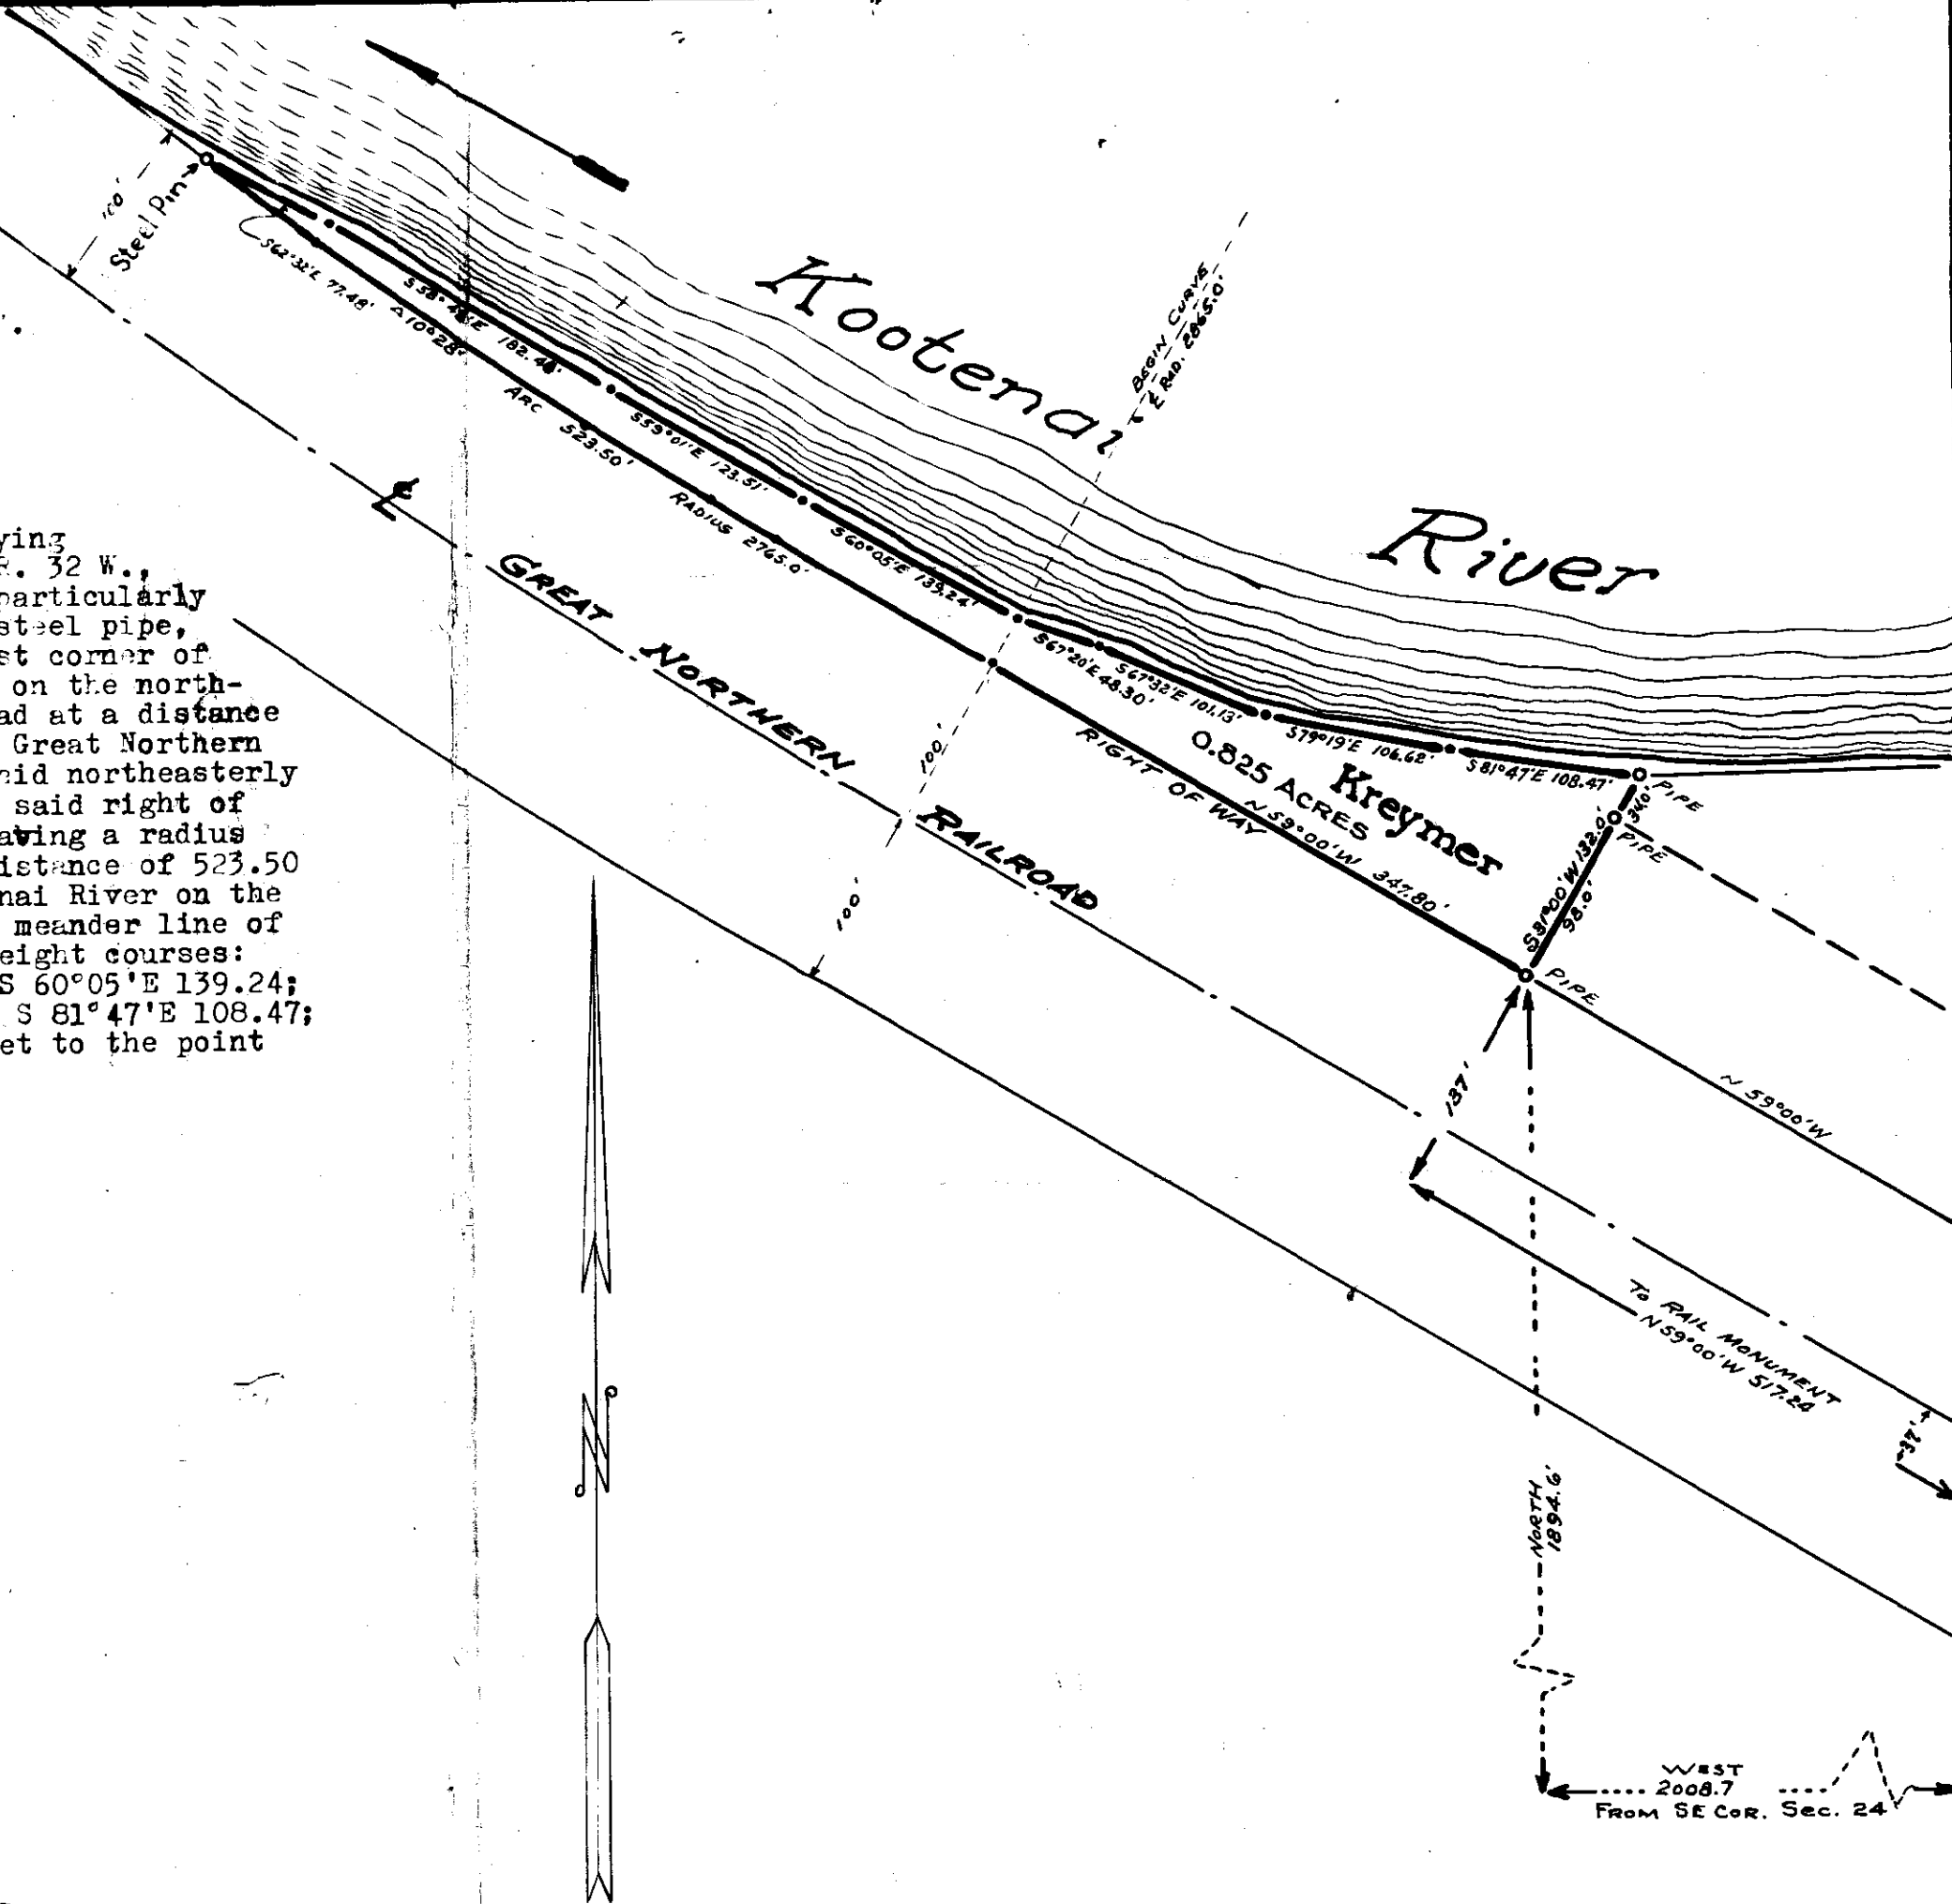 100'
Steel Pin
S62°32'E 77.48'
Δ 10°28'
182.48'
ARC
523.50'
S59°01'E 123.51'
RADIUS 2765.0'
S60°05'E 139.24'
Kootenai
River
BEGIN CURVE
℄ RAD. 2865.0'
℄
GREAT NORTHERN RAILROAD
S67°20'E 48.30'
S67°32'E 101.13'
S79°19'E 106.62'
S81°47'E 108.47'
Kreymer
0.825 ACRES
RIGHT OF WAY
N 59°00'W 347.80'
PIPE
34.0'
PIPE
S31°00'W 132.0'
98.0'
PIPE
100'
100'
137'
N 59°00'W
To RAIL MONUMENT
N 59°00'W 517.24
37'
NORTH
1894.6'
WEST
2008.7
FROM SE COR. Sec. 24
N
ying
R. 32 W.,
particularly
steel pipe,
st corner of
on the north-
ad at a distance
Great Northern
aid northeasterly
said right of
aving a radius
istance of 523.50
nai River on the
meander line of
eight courses:
S 60°05'E 139.24;
S 81°47'E 108.47;
et to the point